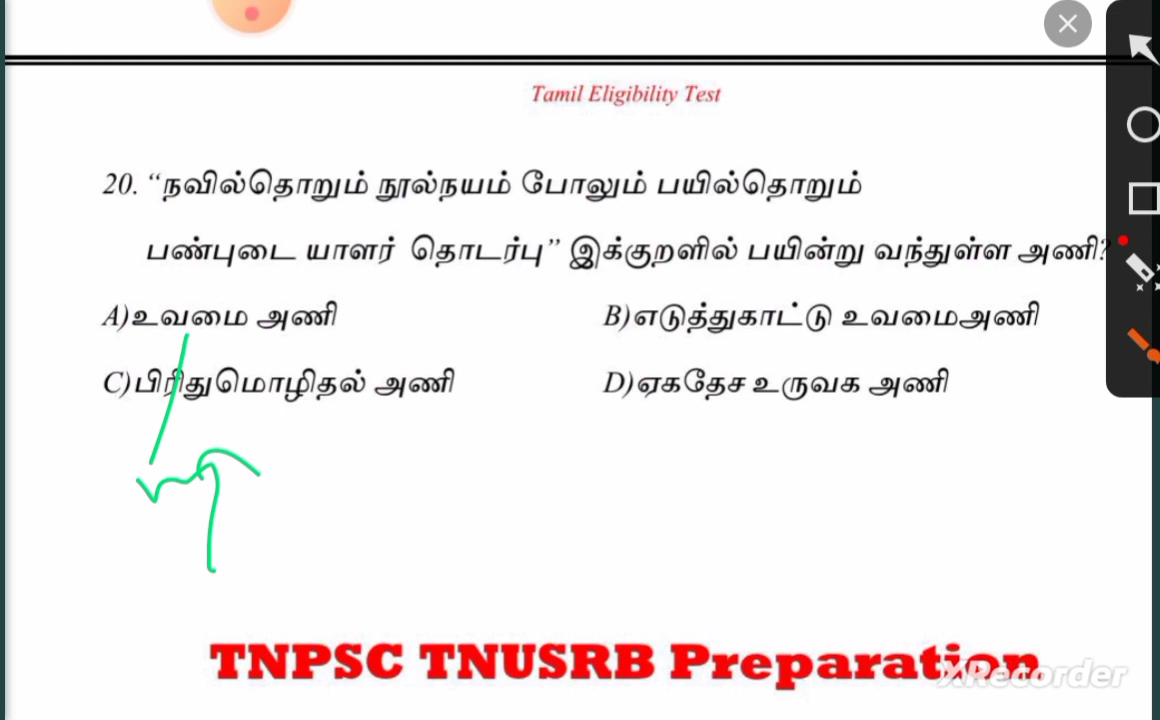 Tamil Eligibility Test
20. “நவில்தொறும் நூல்நயம் போலும் பயில்தொறும்
பண்புடை யாளர் தொடர்பு” இக்குறளில் பயின்று வந்துள்ள அணி?
A)உவமை அணி
B)எடுத்துகாட்டு உவமைஅணி
C)பிரிதுமொழிதல் அணி
D)ஏகதேச உருவக அணி
TNPSC TNUSRB Preparation
XRecorder